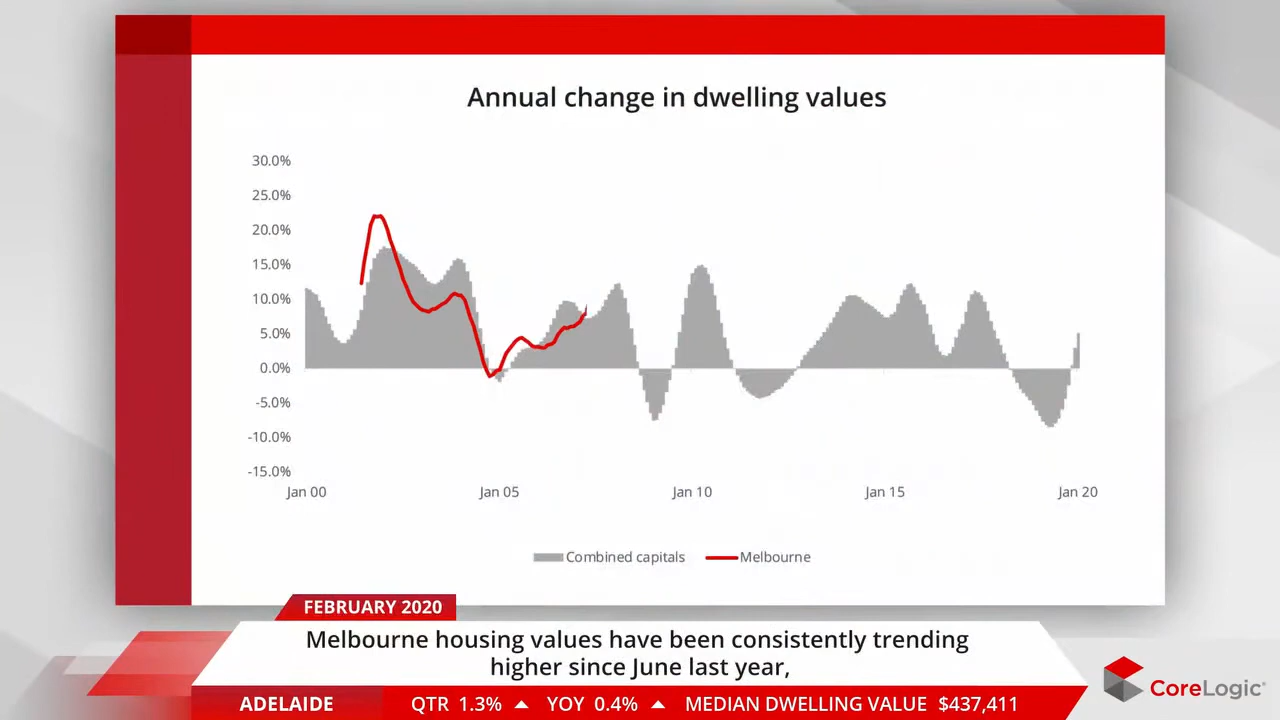 Annual change in dwelling values
30.0%
25.0%
20.0%
15.0%
10.0%
5.0%
0.0%
-5.0%
-10.0%
-15.0%
Jan 00 Jan 05 Jan 10 Jan 15 Jan 20
Combined capitals Melbourne
FEBRUARY 2020
Melbourne housing values have been consistently trending
higher since June last year,
CoreLogic®
ADELAIDE QTR 1.3% YOY 0.4% MEDIAN DWELLING VALUE $437,411